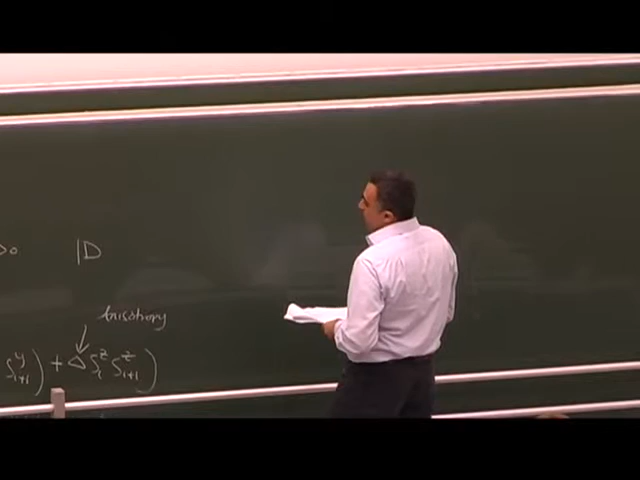 1D
Anisotropy
S^y_{i+1}) + Δ S^z_i S^z_{i+1})